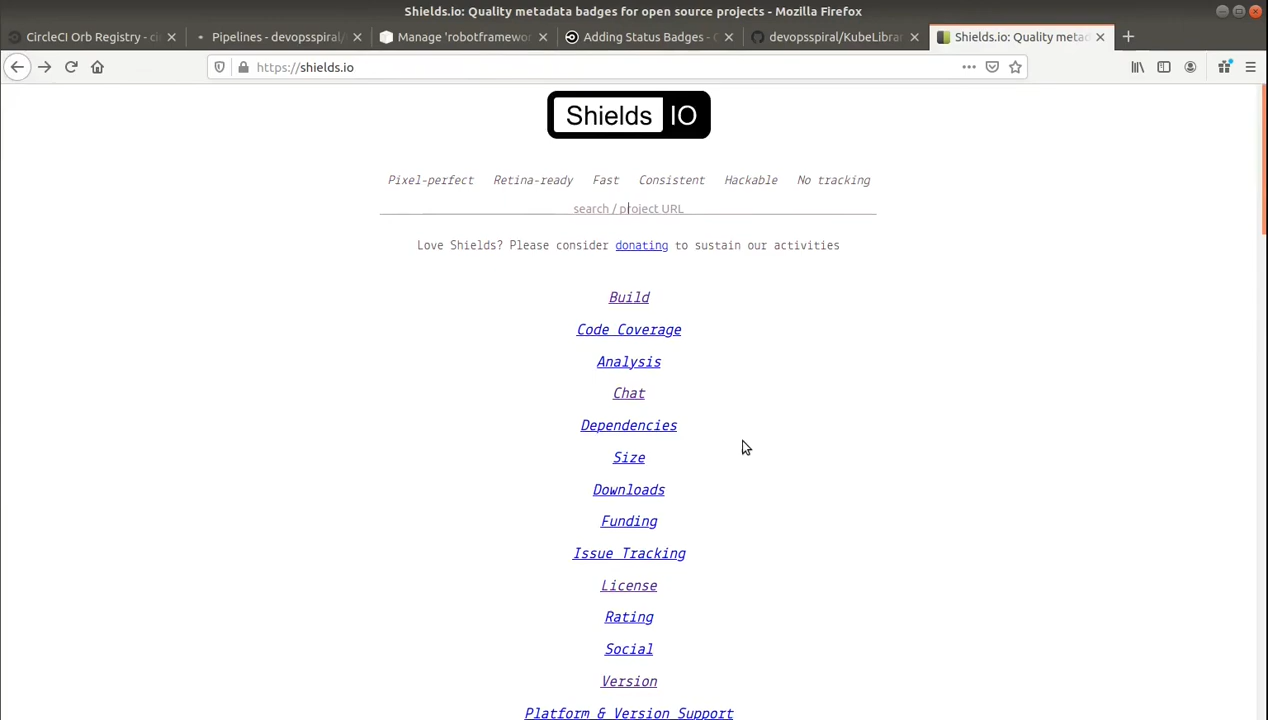 Shields.io: Quality metadata badges for open source projects - Mozilla Firefox
CircleCI Orb Registry - ci
Pipelines - devopsspiral/
Manage 'robotframewor
Adding Status Badges - C
devopsspiral/KubeLibrar
Shields.io: Quality metad
https://shields.io
Shields IO
Pixel-perfect Retina-ready Fast Consistent Hackable No tracking
search / project URL
Love Shields? Please consider donating to sustain our activities
Build
Code Coverage
Analysis
Chat
Dependencies
Size
Downloads
Funding
Issue Tracking
License
Rating
Social
Version
Platform & Version Support